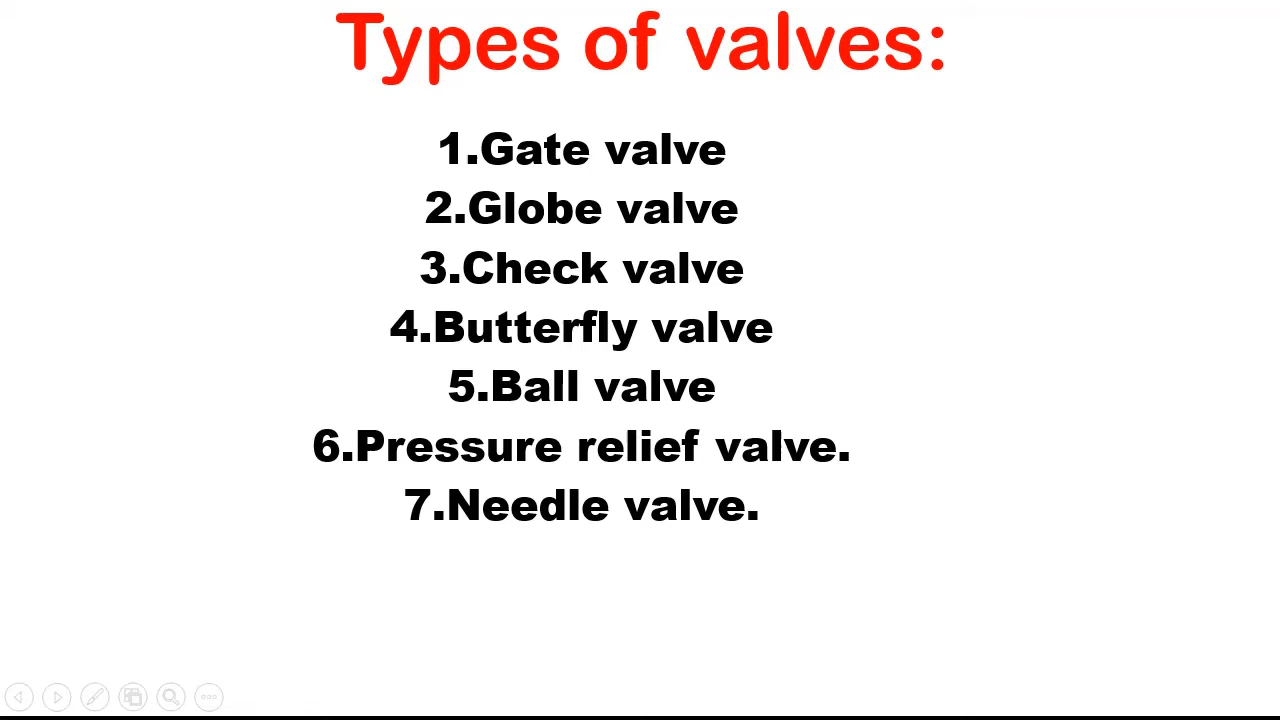 Types of valves:
1.Gate valve
2.Globe valve
3.Check valve
4.Butterfly valve
5.Ball valve
6.Pressure relief valve.
7.Needle valve.